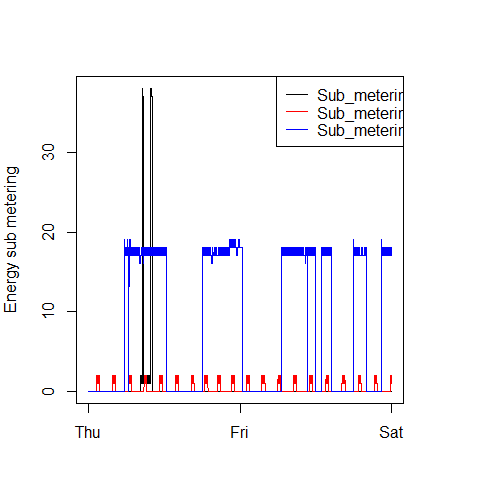 Sub_meterin
Sub_meterin
Sub_meterin
Energy sub metering
30
20
10
0
Thu Fri Sat